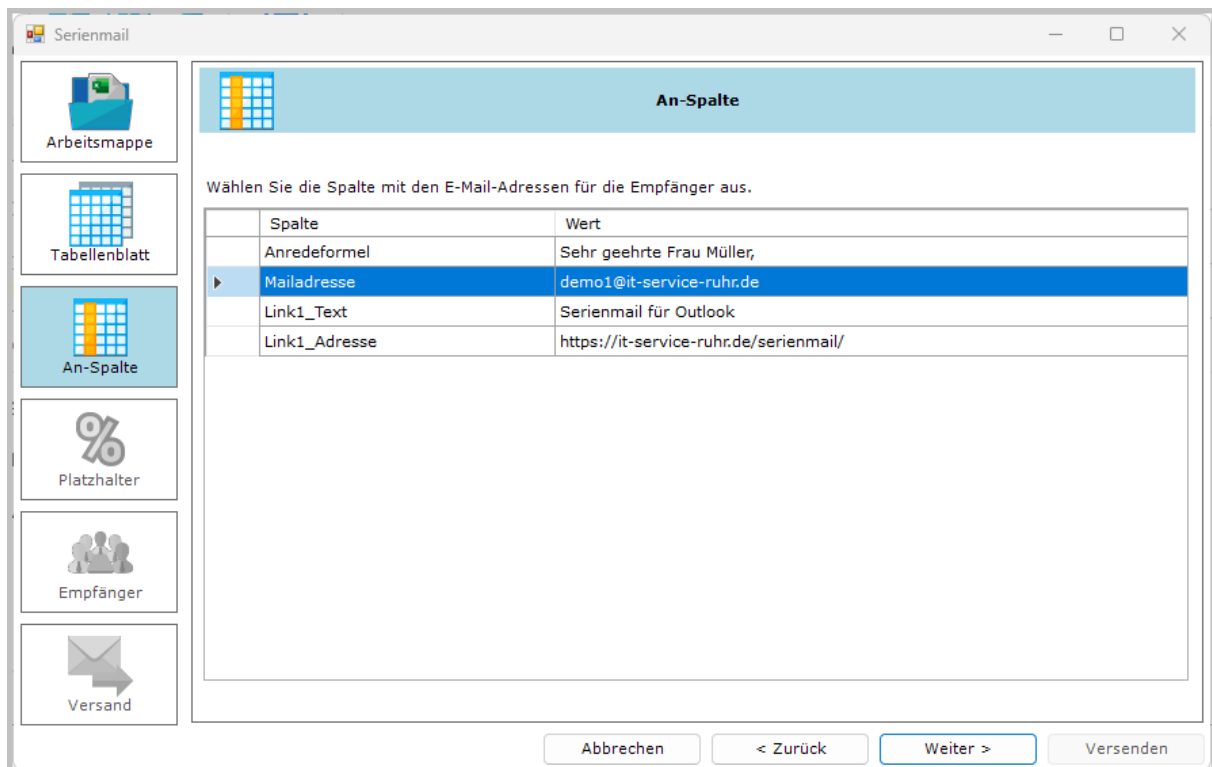 Serienmail
Arbeitsmappe
Tabellenblatt
An-Spalte
Platzhalter
Empfänger
Versand
An-Spalte
Wählen Sie die Spalte mit den E-Mail-Adressen für die Empfänger aus.
Spalte Wert
Anredeformel Sehr geehrte Frau Müller,
Mailadresse demo1@it-service-ruhr.de
Link1_Text Serienmail für Outlook
Link1_Adresse https://it-service-ruhr.de/serienmail/
Abbrechen < Zurück Weiter > Versenden